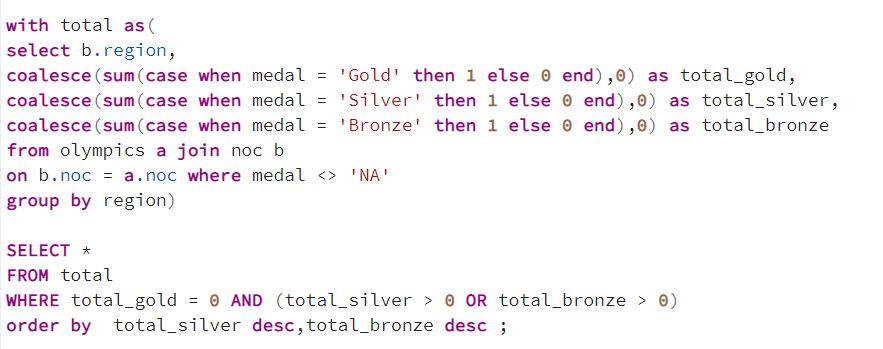 with total as(
select b.region,
coalesce(sum(case when medal = 'Gold' then 1 else 0 end),0) as total_gold,
coalesce(sum(case when medal = 'Silver' then 1 else 0 end),0) as total_silver,
coalesce(sum(case when medal = 'Bronze' then 1 else 0 end),0) as total_bronze
from olympics a join noc b
on b.noc = a.noc where medal <> 'NA'
group by region)
SELECT *
FROM total
WHERE total_gold = 0 AND (total_silver > 0 OR total_bronze > 0)
order by  total_silver desc,total_bronze desc ;